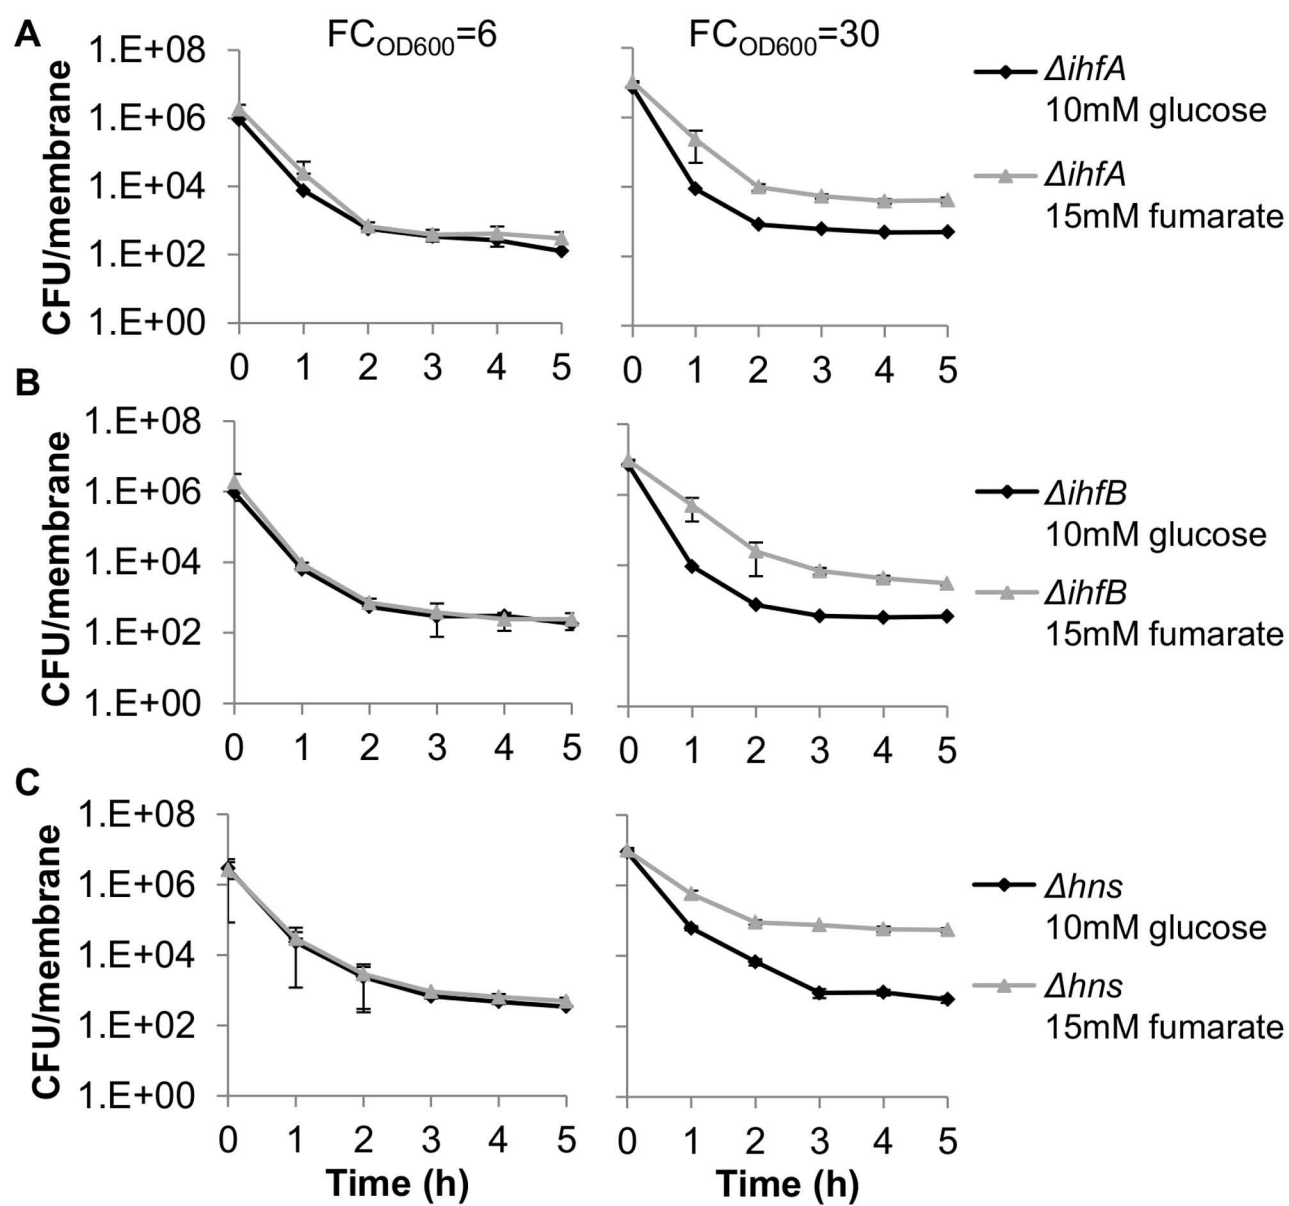 A
FCOD600=6
FCOD600=30
CFU/membrane
1.E+08
1.E+06
1.E+04
1.E+02
1.E+00
0 1 2 3 4 5
0 1 2 3 4 5
ΔihfA
10mM glucose
ΔihfA
15mM fumarate
B
CFU/membrane
1.E+08
1.E+06
1.E+04
1.E+02
1.E+00
0 1 2 3 4 5
0 1 2 3 4 5
ΔihfB
10mM glucose
ΔihfB
15mM fumarate
C
CFU/membrane
1.E+08
1.E+06
1.E+04
1.E+02
1.E+00
0 1 2 3 4 5
0 1 2 3 4 5
Time (h)
Time (h)
Δhns
10mM glucose
Δhns
15mM fumarate